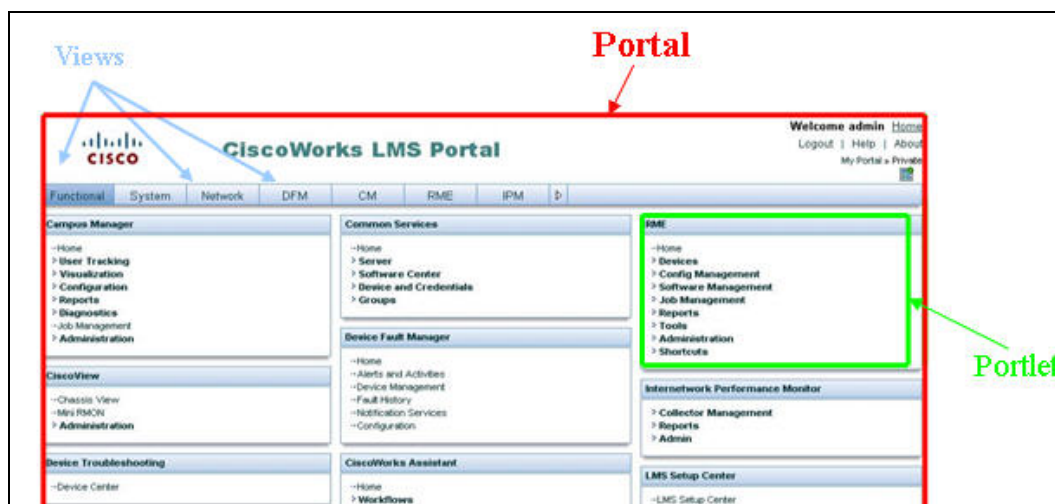 Portal
Views
Welcome admin Home
Logout | Help | About
My Portal » Private
CISCO
CiscoWorks LMS Portal
Functional System Network DFM CM RME IPM
Campus Manager
Home
User Tracking
Visualization
Configuration
Reports
Diagnostics
Job Management
Administration
CiscoView
Chassis View
Mini RMON
Administration
Device Troubleshooting
Device Center
Common Services
Home
Server
Software Center
Device and Credentials
Groups
Device Fault Manager
Home
Alerts and Activities
Device Management
Fault History
Notification Services
Configuration
CiscoWorks Assistant
Home
Workflows
RME
Home
Devices
Config Management
Software Management
Job Management
Reports
Tools
Administration
Shortcuts
Portlet
Internetwork Performance Monitor
Collector Management
Reports
Admin
LMS Setup Center
LMS Setup Center